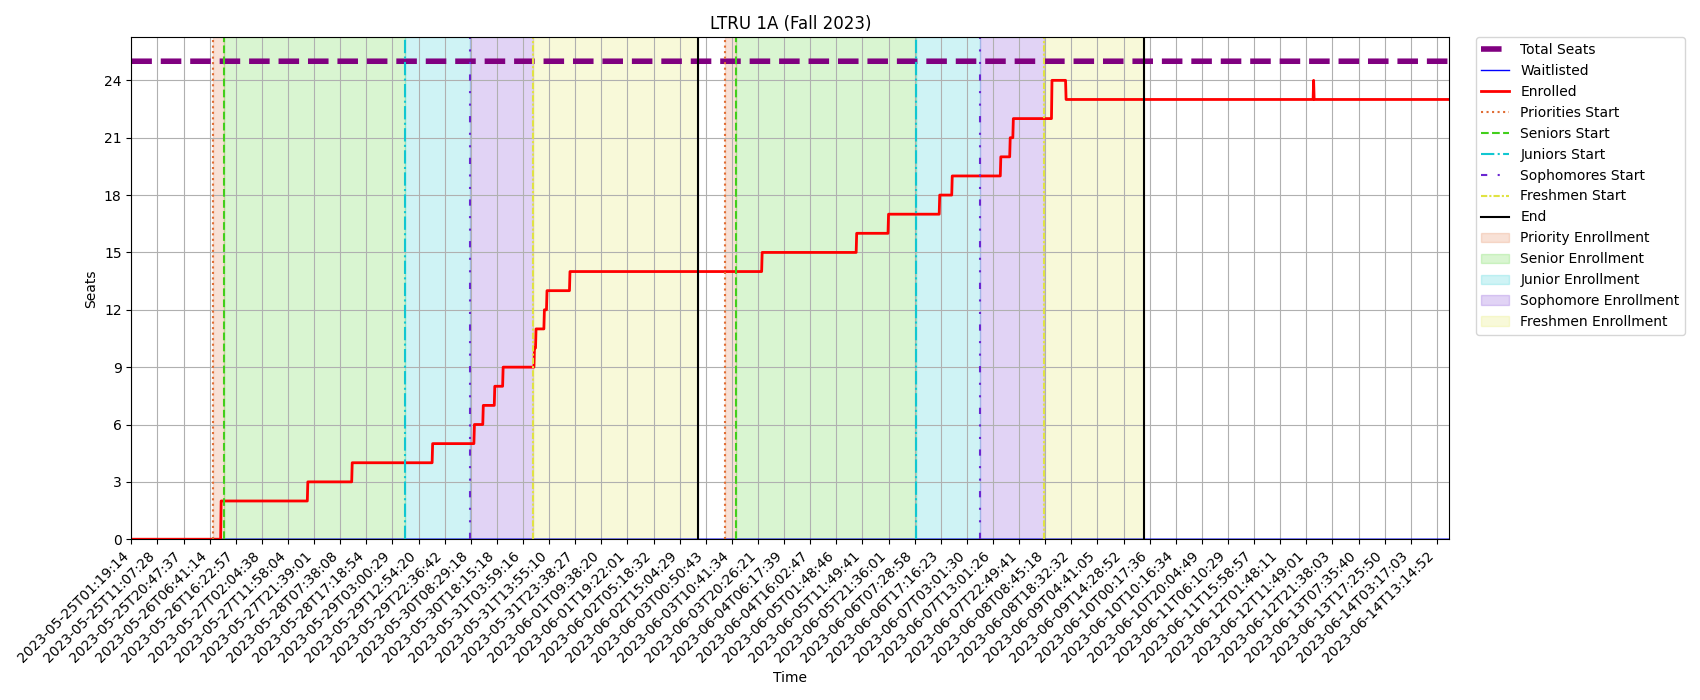 LTRU 1A (Fall 2023)
Seats
24
21
18
15
12
9
6
3
0
2023-05-25T01:19:14
2023-05-25T11:07:28
2023-05-25T20:47:37
2023-05-26T06:41:14
2023-05-26T16:22:57
2023-05-27T02:04:38
2023-05-27T11:58:04
2023-05-27T21:39:01
2023-05-28T07:38:08
2023-05-28T17:18:54
2023-05-29T03:00:29
2023-05-29T12:54:20
2023-05-29T22:36:42
2023-05-30T08:29:18
2023-05-30T18:15:18
2023-05-31T03:59:16
2023-05-31T13:55:10
2023-05-31T23:38:27
2023-06-01T09:38:20
2023-06-01T19:22:01
2023-06-02T05:18:32
2023-06-02T15:04:29
2023-06-03T00:50:43
2023-06-03T10:41:34
2023-06-03T20:26:21
2023-06-04T06:17:39
2023-06-04T16:02:47
2023-06-05T01:48:46
2023-06-05T11:49:41
2023-06-05T21:36:01
2023-06-06T07:28:58
2023-06-06T17:16:23
2023-06-07T03:01:30
2023-06-07T13:01:26
2023-06-07T22:49:41
2023-06-08T08:45:18
2023-06-08T18:32:32
2023-06-09T04:41:05
2023-06-09T14:28:52
2023-06-10T00:17:36
2023-06-10T10:16:34
2023-06-10T20:04:49
2023-06-11T06:10:29
2023-06-11T15:58:57
2023-06-12T01:48:11
2023-06-12T11:49:01
2023-06-12T21:38:03
2023-06-13T07:35:40
2023-06-13T17:25:50
2023-06-14T03:17:03
2023-06-14T13:14:52
Time
Total Seats
Waitlisted
Enrolled
Priorities Start
Seniors Start
Juniors Start
Sophomores Start
Freshmen Start
End
Priority Enrollment
Senior Enrollment
Junior Enrollment
Sophomore Enrollment
Freshmen Enrollment